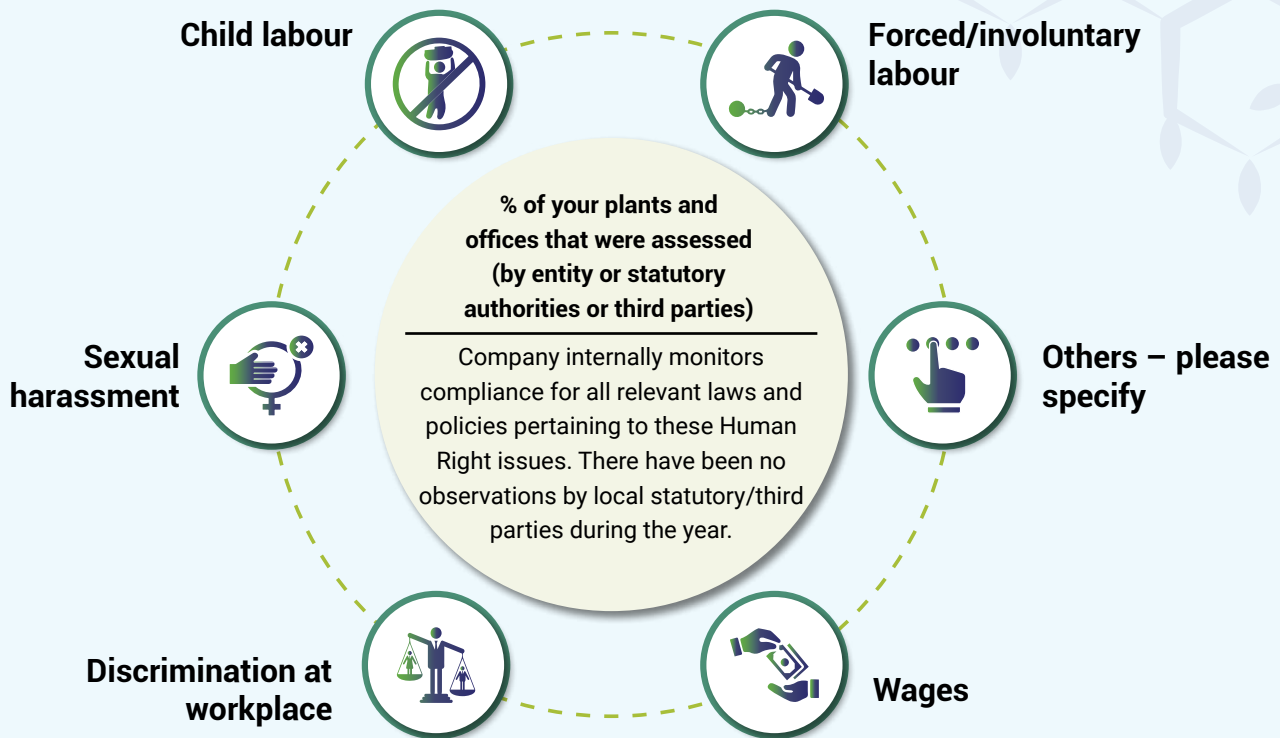 Child labour
Forced/involuntary
labour
% of your plants and
offices that were assessed
(by entity or statutory
authorities or third parties)
Company internally monitors
compliance for all relevant laws and
policies pertaining to these Human
Right issues. There have been no
observations by local statutory/third
parties during the year.
Sexual
harassment
Others – please
specify
Discrimination at
workplace
Wages